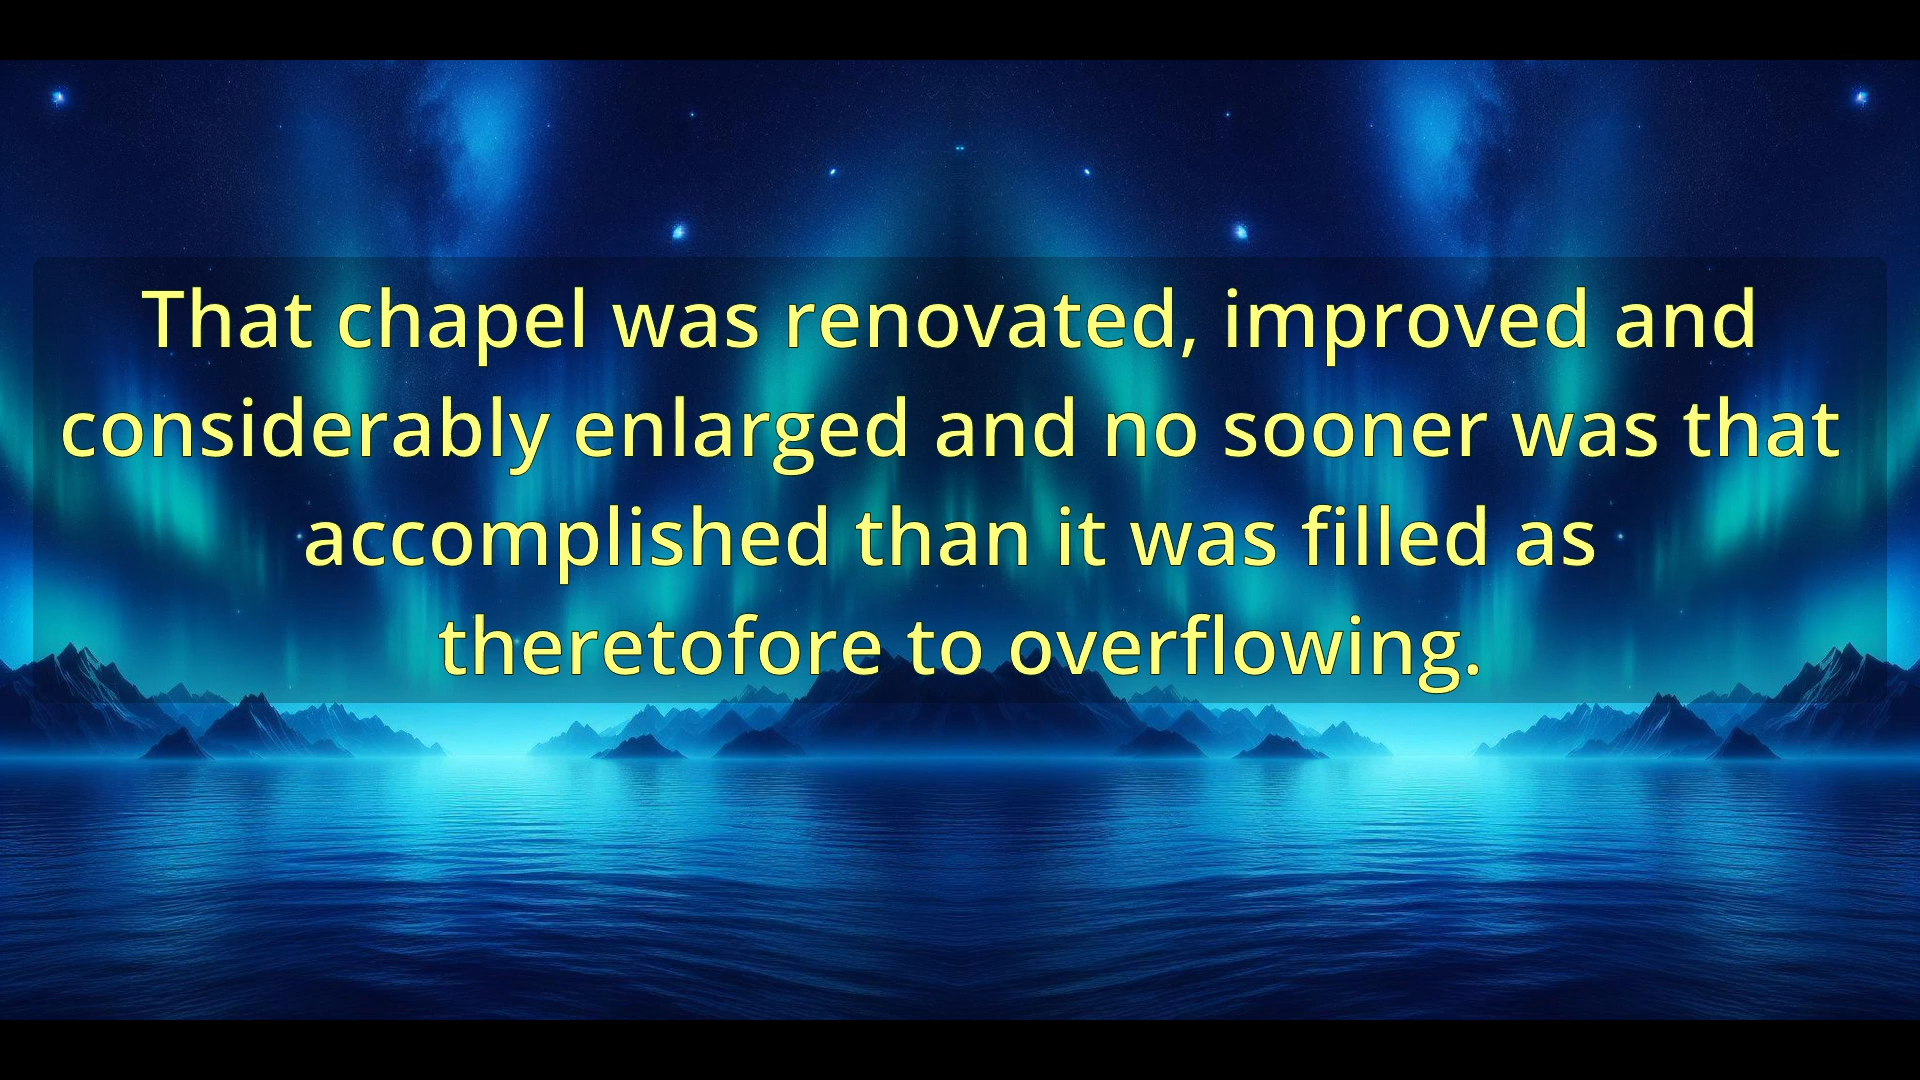 That chapel was renovated, improved and
considerably enlarged and no sooner was that
accomplished than it was filled as
theretofore to overflowing.